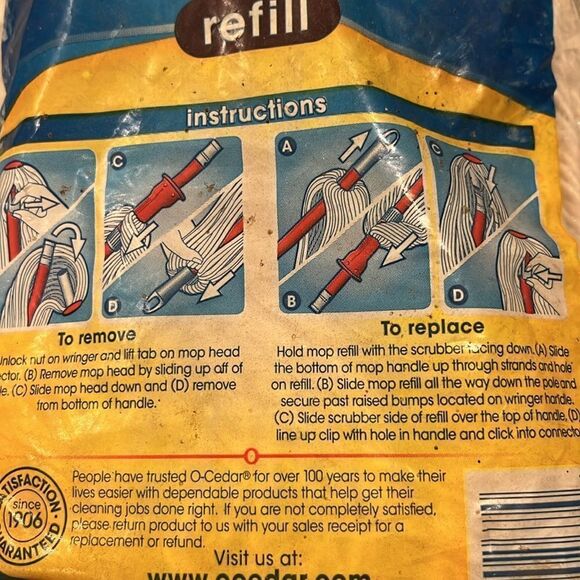 refill
instructions
C
D
A
B
C
D
To remove
Unlock nut on wringer and lift tab on mop head
(B) Remove mop head by sliding up off of
(C) Slide mop head down and (D) remove
from bottom of handle.
To replace
Hold mop refill with the scrubber facing down. (A) Slide
the bottom of mop handle up through strands and hole
on refill. (B) Slide mop refill all the way down the pole and
secure past raised bumps located on wringer handle.
(C) Slide scrubber side of refill over the top of handle, (D)
line up clip with hole in handle and click into connecto
SATISFACTION
since
1906
GUARANTEED
People have trusted O-Cedar® for over 100 years to make their
lives easier with dependable products that help get their
cleaning jobs done right. If you are not completely satisfied,
please return product to us with your sales receipt for a
replacement or refund.
Visit us at:
www.ocedar.com